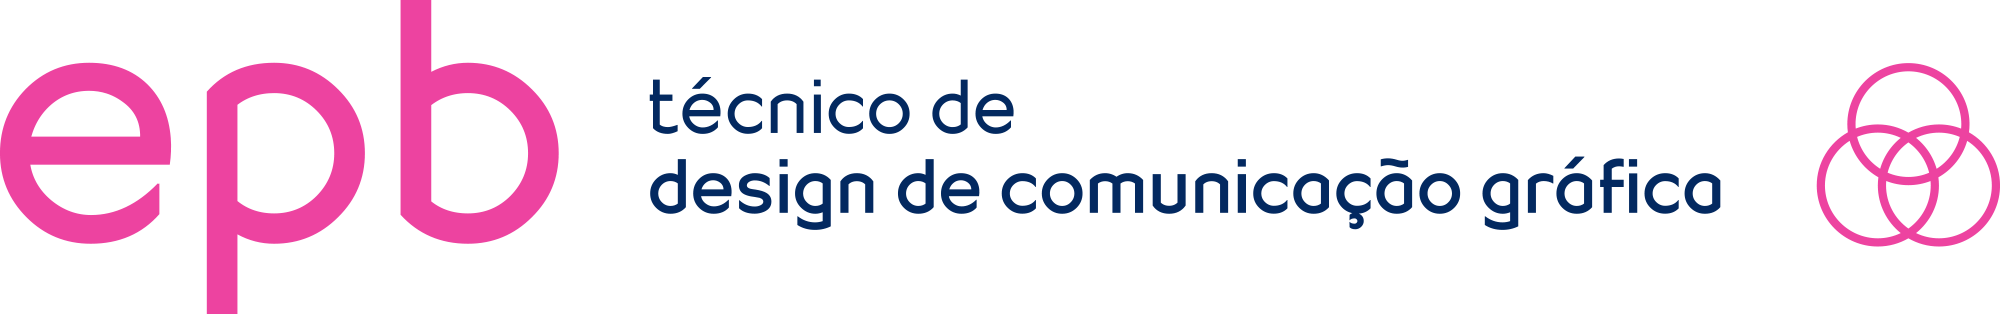 epb
técnico de
design de comunicação gráfica